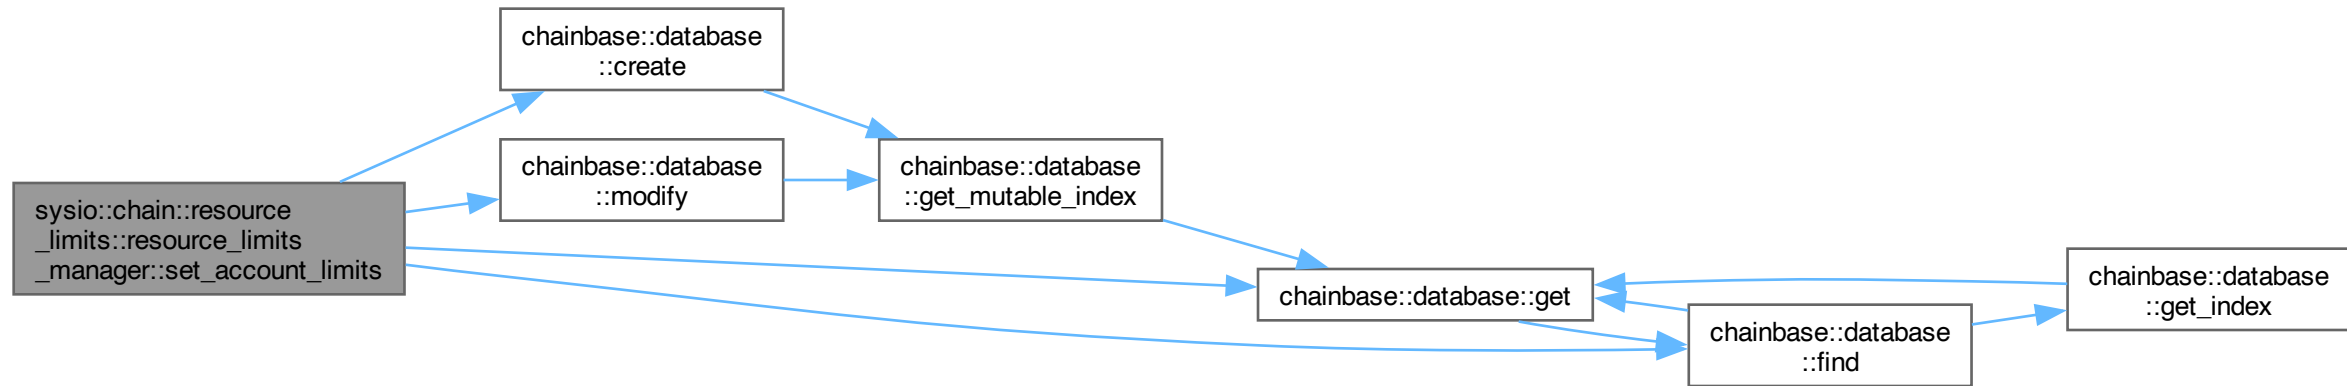 sysio::chain::resource
_limits::resource_limits
_manager::set_account_limits
chainbase::database
::create
chainbase::database
::modify
chainbase::database
::get_mutable_index
chainbase::database::get
chainbase::database
::find
chainbase::database
::get_index